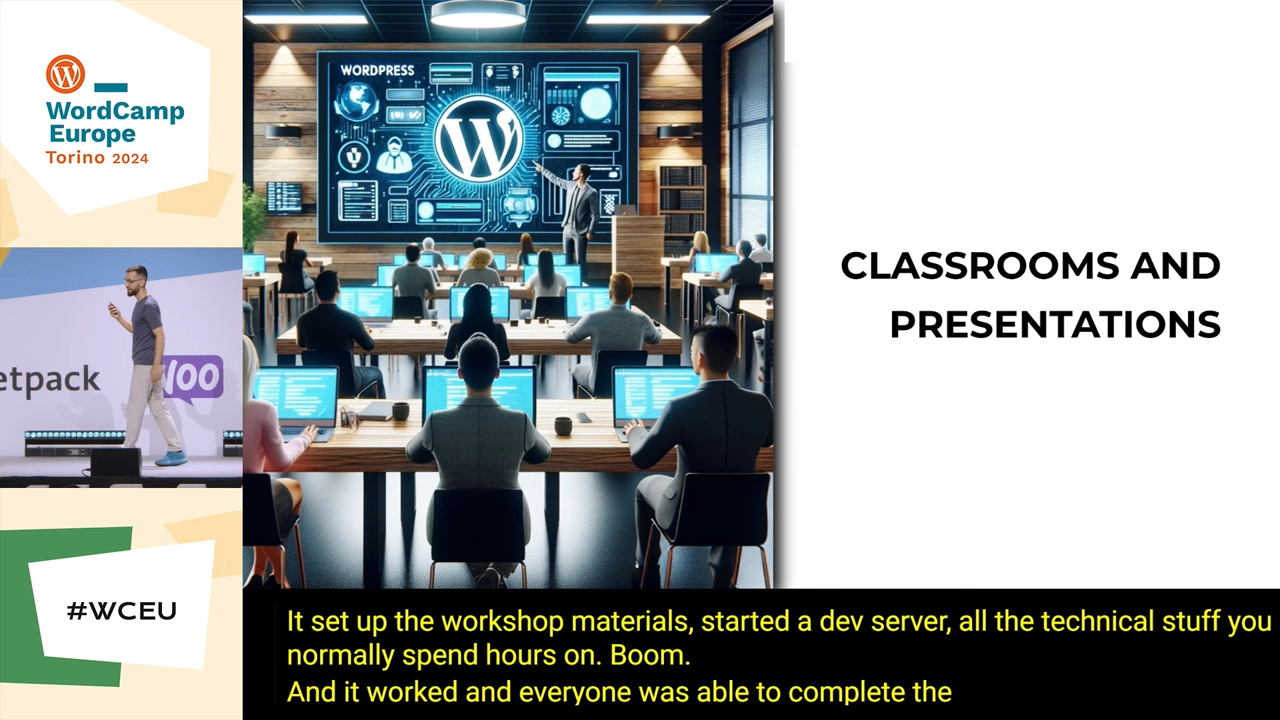 WordCamp
Europe
Torino 2024
WORDPRESS
etpack
WOO
#WCEU
CLASSROOMS AND
PRESENTATIONS
It set up the workshop materials, started a dev server, all the technical stuff you
normally spend hours on. Boom.
And it worked and everyone was able to complete the